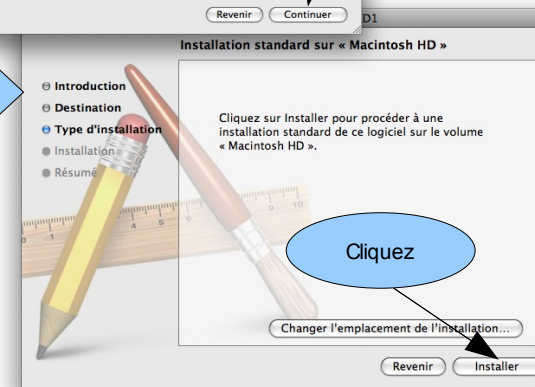 Revenir Continuer
D1
Installation standard sur « Macintosh HD »
Introduction
Destination
Type d'installation
Installation
Résumé
Cliquez sur Installer pour procéder à une
installation standard de ce logiciel sur le volume
« Macintosh HD ».
Cliquez
Changer l'emplacement de l'installation...
Revenir Installer